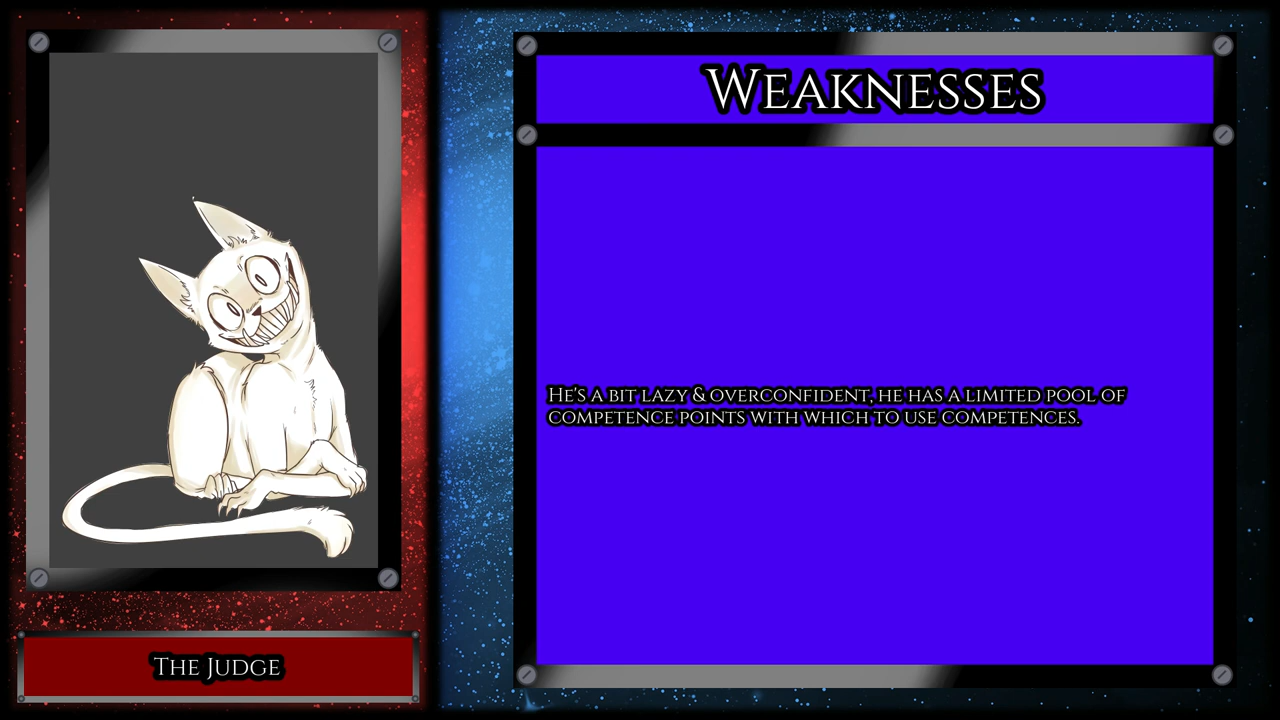 Weaknesses
He's a bit lazy & overconfident, he has a limited pool of
competence points with which to use competences.
The Judge